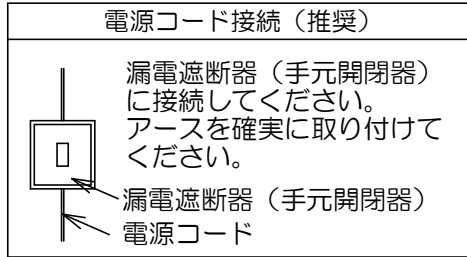 電源コード接続（推奨）
漏電遮断器（手元開閉器）
に接続してください。
アースを確実に取り付けて
ください。
漏電遮断器（手元開閉器）
電源コード